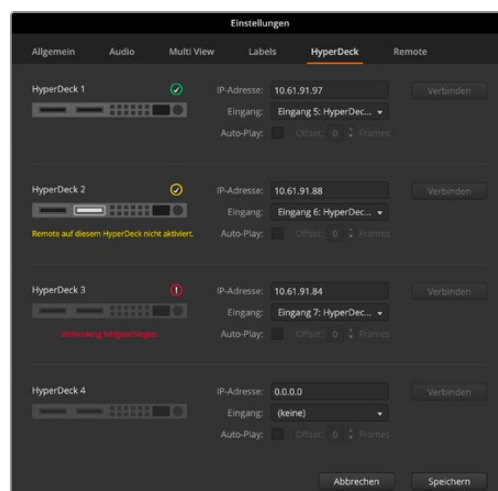 Einstellungen
Allgemein Audio Multi View Labels HyperDeck Remote
HyperDeck 1 IP-Adresse: 10.61.91.97 Verbinden
Eingang: Eingang 5: HyperDec...
Auto-Play: Offset: 0 Frames
HyperDeck 2 IP-Adresse: 10.61.91.88 Verbinden
Eingang: Eingang 6: HyperDec...
Remote auf diesem HyperDeck nicht aktiviert. Auto-Play: Offset: 0 Frames
HyperDeck 3 IP-Adresse: 10.61.91.84 Verbinden
Eingang: Eingang 7: HyperDec...
Verbindung fehlgeschlagen. Auto-Play: Offset: 0 Frames
HyperDeck 4 IP-Adresse: 0.0.0.0 Verbinden
Eingang: (keine)
Auto-Play: Offset: 0 Frames
Abbrechen Speichern